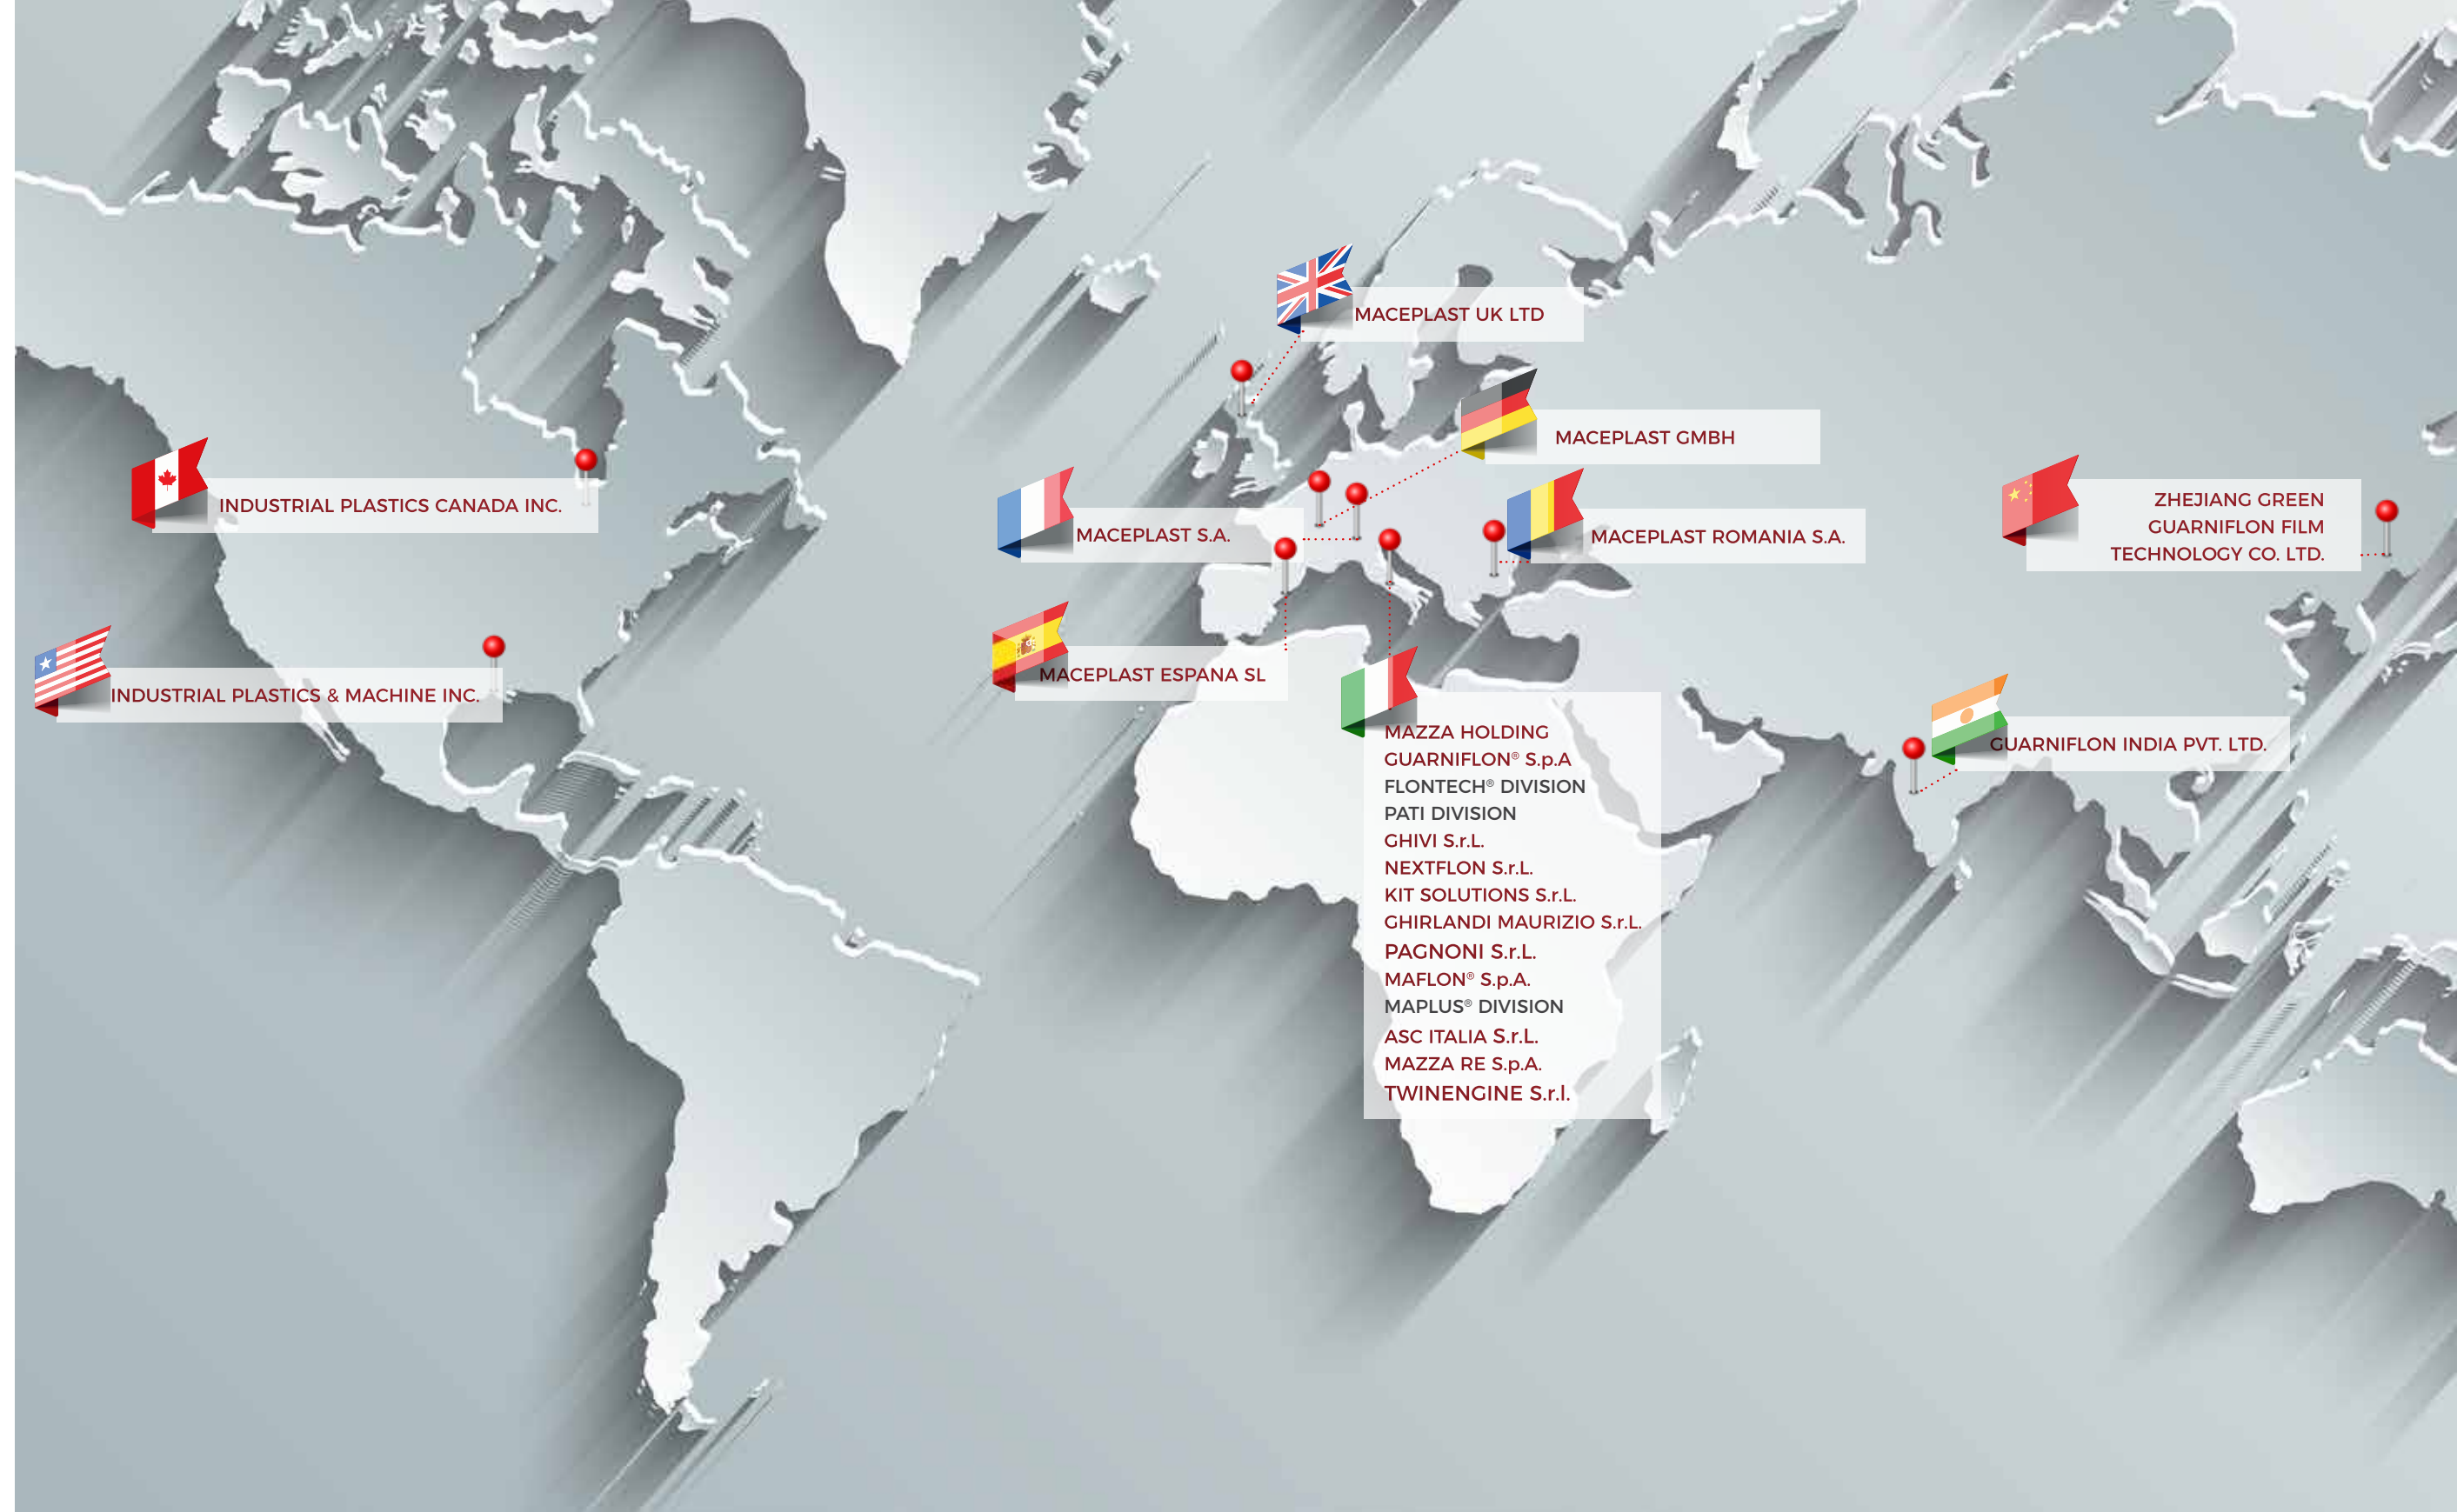 MACEPLAST UK LTD
MACEPLAST GMBH
INDUSTRIAL PLASTICS CANADA INC.
MACEPLAST S.A.
MACEPLAST ROMANIA S.A.
ZHEJIANG GREEN
GUARNIFLON FILM
TECHNOLOGY CO. LTD.
INDUSTRIAL PLASTICS & MACHINE INC.
MACEPLAST ESPANA SL
GUARNIFLON INDIA PVT. LTD.
MAZZA HOLDING
GUARNIFLON® S.p.A
FLONTECH® DIVISION
PATI DIVISION
GHIVI S.r.L.
NEXTFLON S.r.L.
KIT SOLUTIONS S.r.L.
GHIRLANDI MAURIZIO S.r.L.
PAGNONI S.r.L.
MAFLON® S.p.A.
MAPLUS® DIVISION
ASC ITALIA S.r.L.
MAZZA RE S.p.A.
TWINENGINE S.r.l.